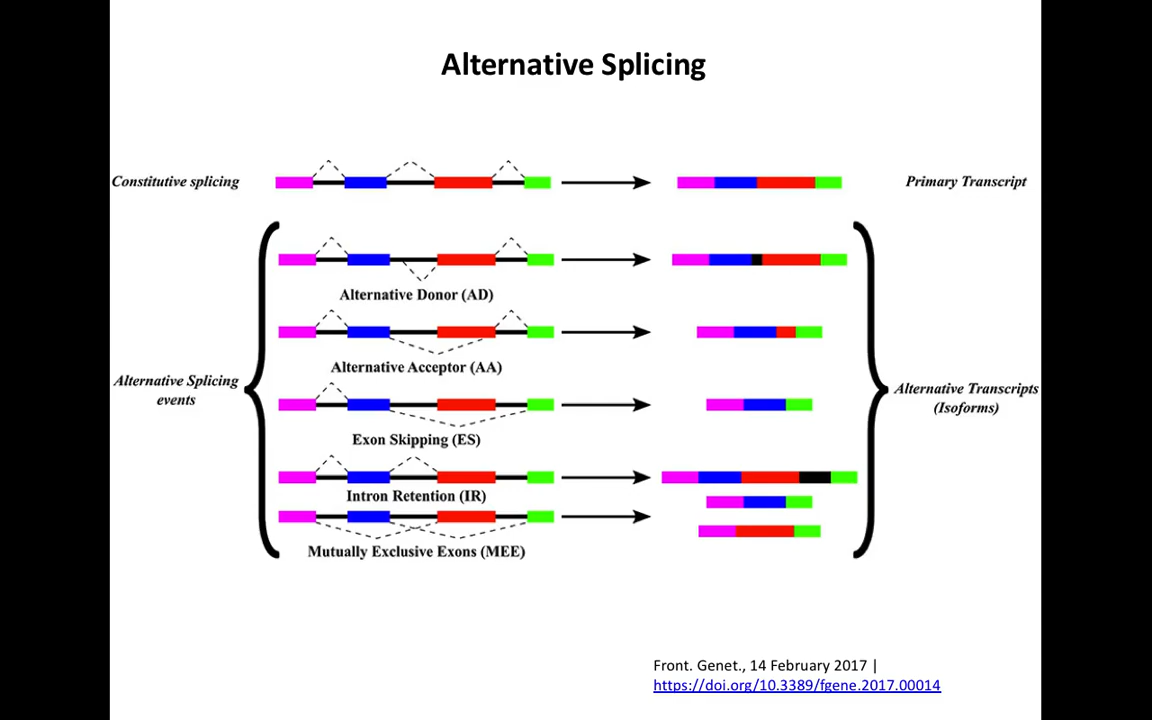 Alternative Splicing
Constitutive splicing
Primary Transcript
Alternative Donor (AD)
Alternative Acceptor (AA)
Alternative Splicing
events
Alternative Transcripts
(Isoforms)
Exon Skipping (ES)
Intron Retention (IR)
Mutually Exclusive Exons (MEE)
Front. Genet., 14 February 2017 |
https://doi.org/10.3389/fgene.2017.00014